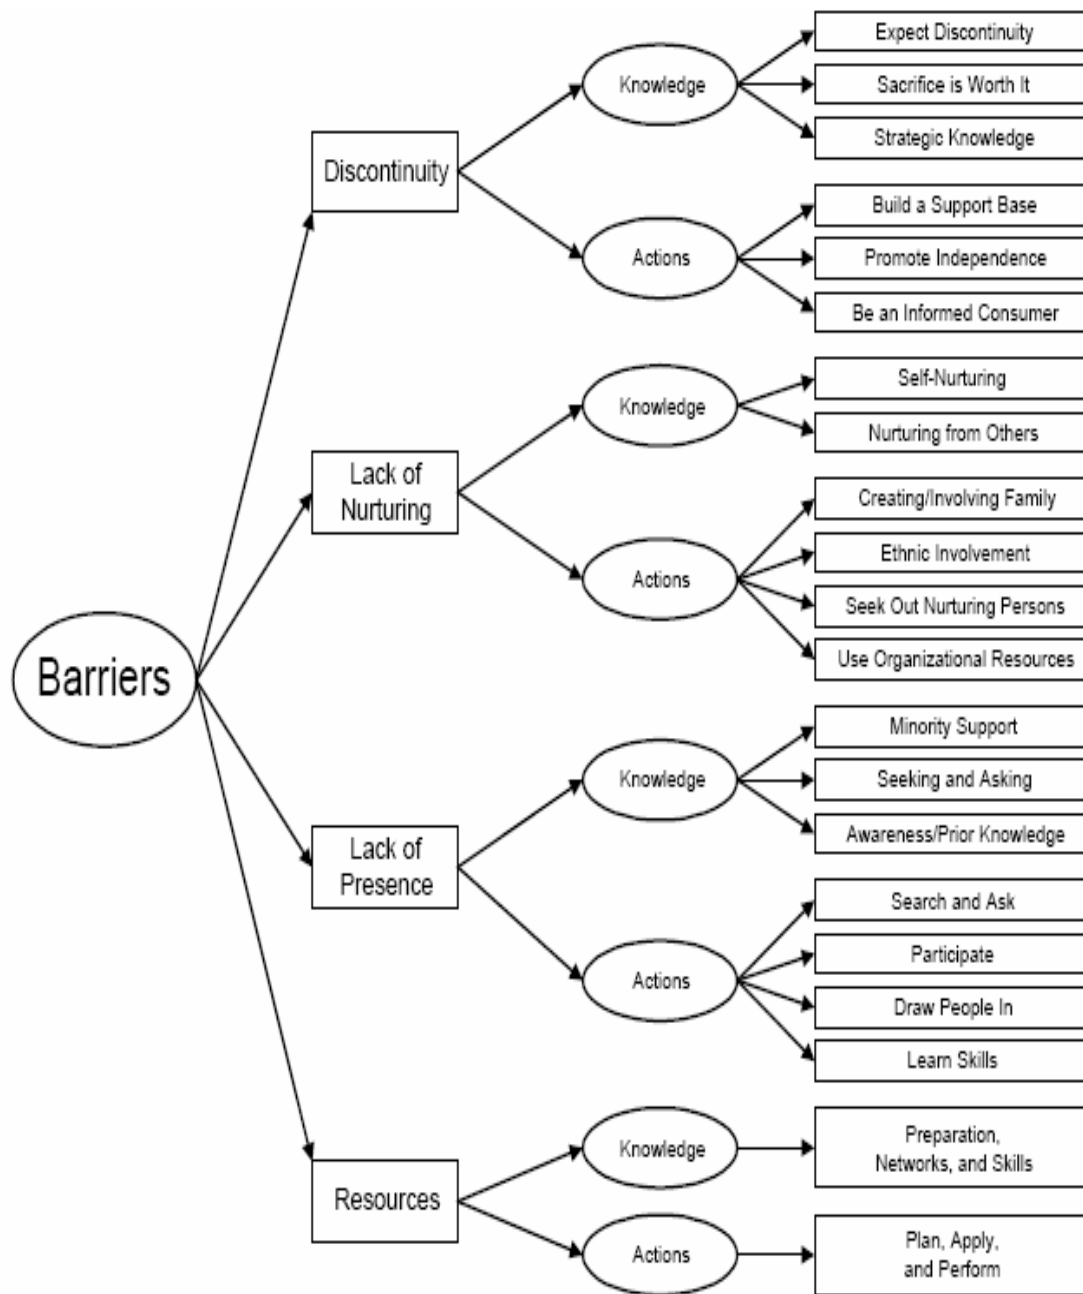 Barriers
Discontinuity
Knowledge
Expect Discontinuity
Sacrifice is Worth It
Strategic Knowledge
Actions
Build a Support Base
Promote Independence
Be an Informed Consumer
Lack of
Nurturing
Knowledge
Self-Nurturing
Nurturing from Others
Actions
Creating/Involving Family
Ethnic Involvement
Seek Out Nurturing Persons
Use Organizational Resources
Lack of
Presence
Knowledge
Minority Support
Seeking and Asking
Awareness/Prior Knowledge
Actions
Search and Ask
Participate
Draw People In
Learn Skills
Resources
Knowledge
Preparation,
Networks, and Skills
Actions
Plan, Apply,
and Perform